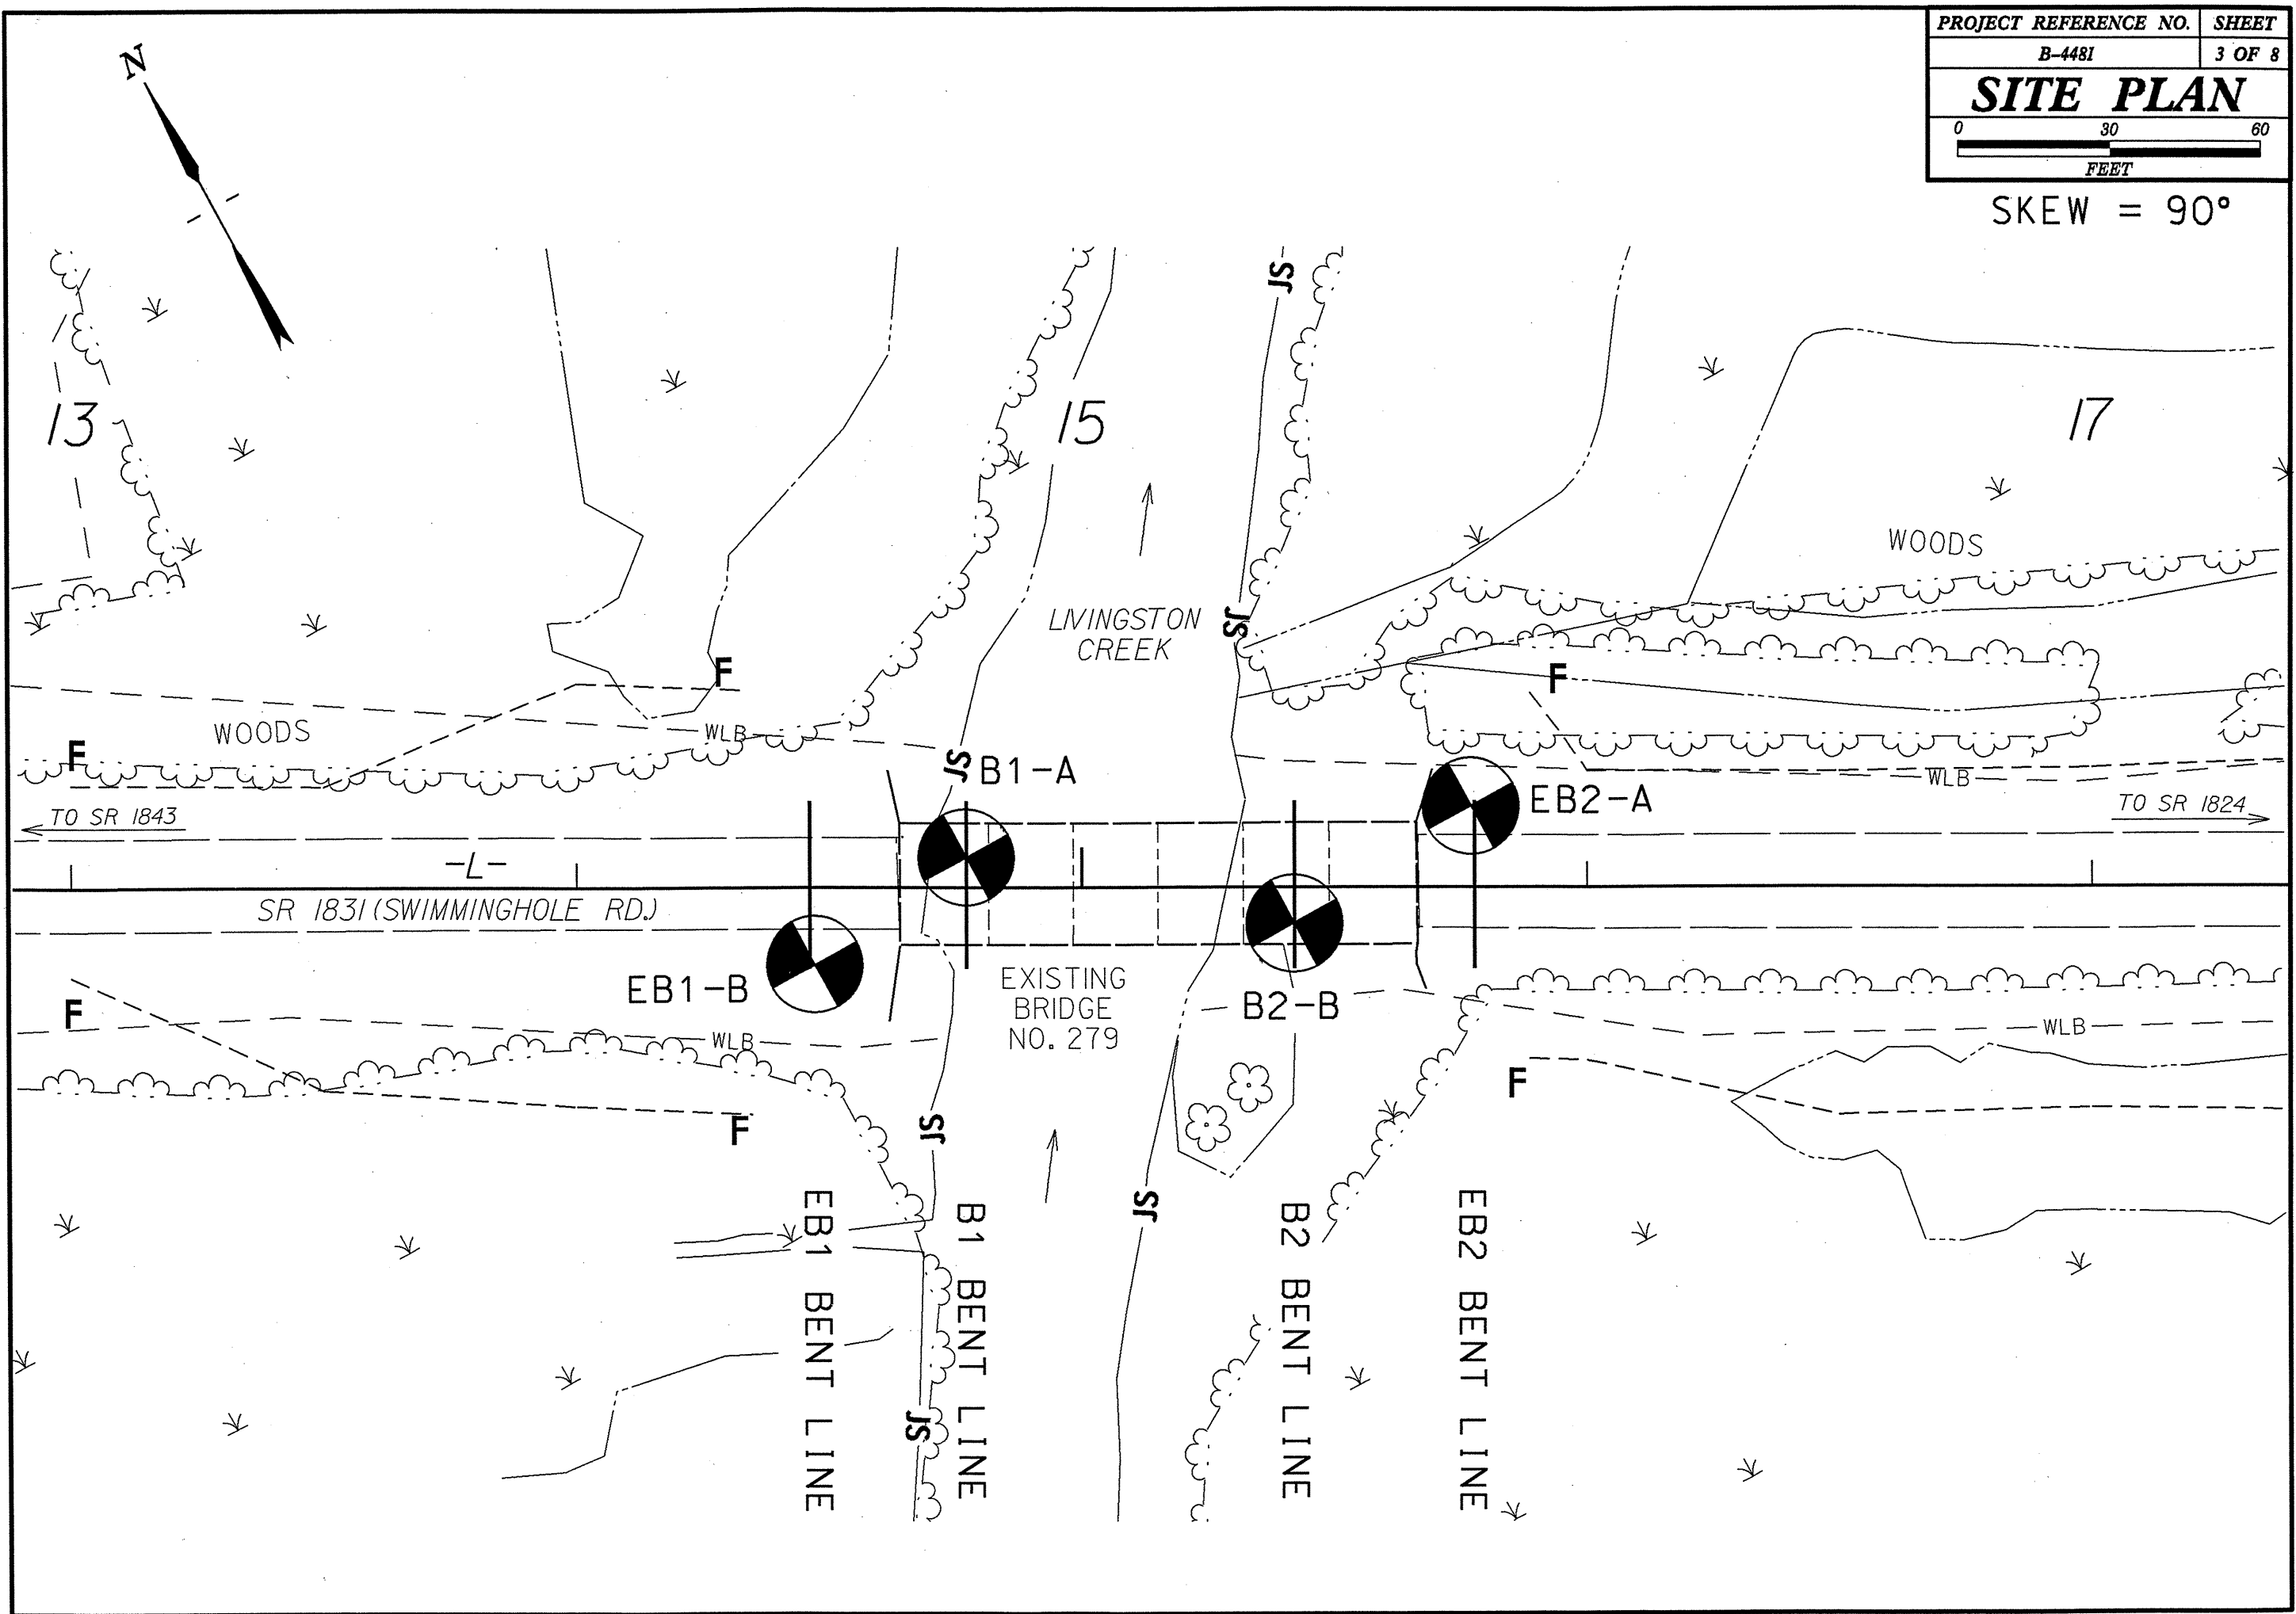 PROJECT REFERENCE NO. SHEET
B-4481 3 OF 8
SITE PLAN
0 30 60
FEET
SKEW = 90°
N
JS
13
15
17
WOODS
LIVINGSTON
CREEK
JS
F
F
WOODS
WLB
F
JS
B1-A
WLB
EB2-A
TO SR 1843
TO SR 1824
-L-
SR 1831 (SWIMMINGHOLE RD.)
EB1-B
EXISTING
BRIDGE
NO. 279
B2-B
F
WLB
WLB
F
F
JS
JS
EB1 BENT LINE
B1 BENT LINE
B2 BENT LINE
EB2 BENT LINE
JS